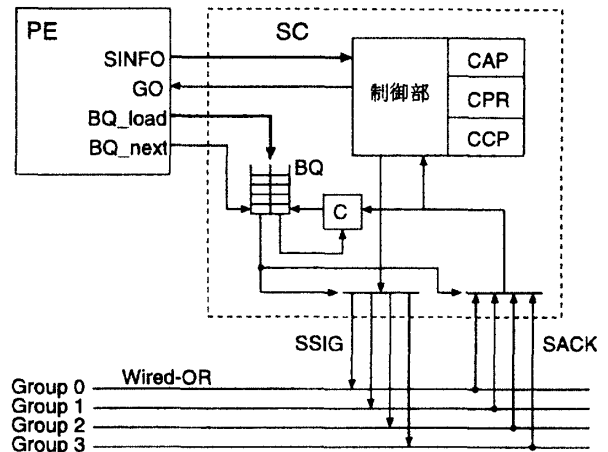 PE
SC
SINFO
GO
BQ_load
BQ_next
制御部
CAP
CPR
CCP
BQ
C
SSIG
SACK
Wired-OR
Group 0
Group 1
Group 2
Group 3